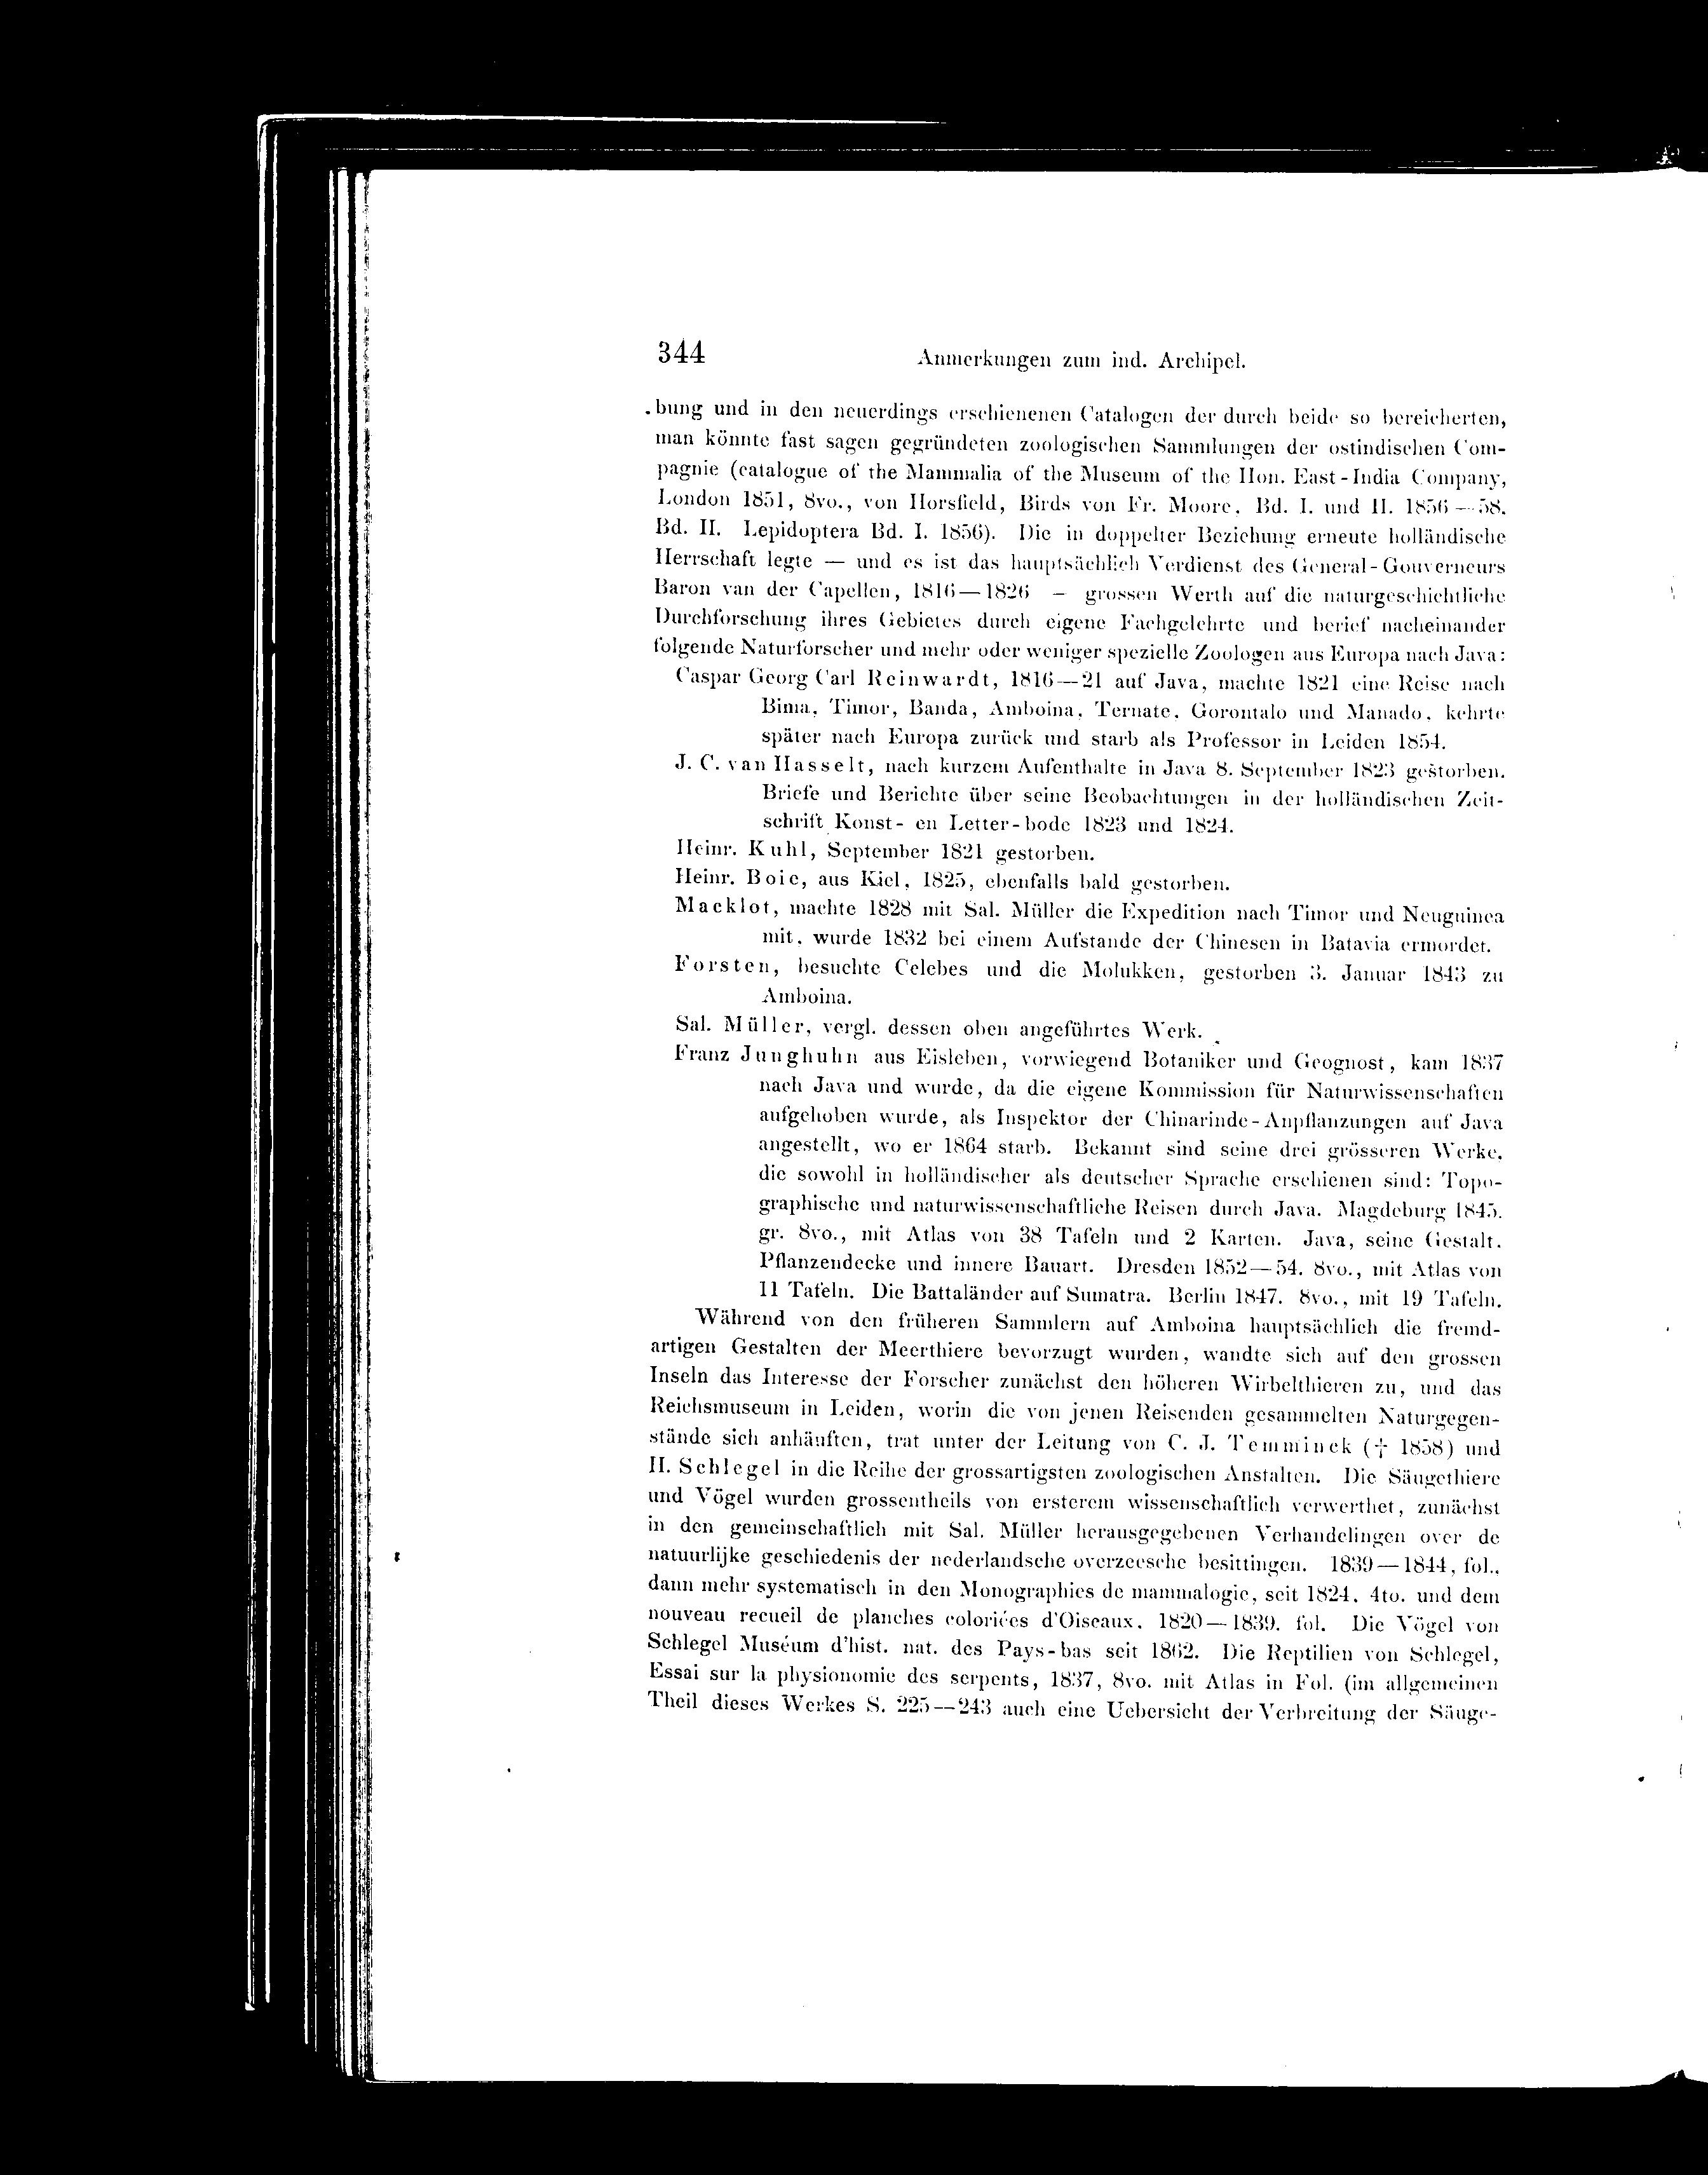 344 Anmerkungen zum ind. Archipel.
bung und in den neuerdings erschienenen Catalogen der durch beide so bereicherten,
man könnte fast sagen gegründeten zoologischen Sammlungen der ostindischen Com-
pagnie (catalogue of the Mammalia of the Museum of the Hon. East-India Company,
London 1851, 8vo., von Horsfield, Birds von Fr. Moore. Bd. I. und II. 1856—58.
Bd. II. Lepidoptera Bd. I. 1856). Die in doppelter Beziehung erneute holländische
Herrschaft legte — und es ist das hauptsächlich Verdienst des General-Gouverneurs
Baron van der Capellen, 1816—1826 — grossen Werth auf die naturgeschichtliche
Durchforschung ihres Gebietes durch eigene Fachgelehrte und berief nacheinander
folgende Naturforscher und mehr oder weniger spezielle Zoologen aus Europa nach Java:
Caspar Georg Carl Reinwardt, 1816—21 auf Java, machte 1821 eine Reise nach
Bima, Timor, Banda, Amboina, Ternate, Gorontalo und Manado, kehrte
später nach Europa zurück und starb als Professor in Leiden 1854.
J. C. van Hasselt, nach kurzem Aufenthalte in Java 8. September 1823 gestorben.
Briefe und Berichte über seine Beobachtungen in der holländischen Zeit-
schrift Konst- en Letter-bode 1823 und 1824.
Heinr. Kuhl, September 1821 gestorben.
Heinr. Boie, aus Kiel, 1825, ebenfalls bald gestorben.
Macklot, machte 1828 mit Sal. Müller die Expedition nach Timor und Neuguinea
mit, wurde 1832 bei einem Aufstande der Chinesen in Batavia ermordet.
Forsten, besuchte Celebes und die Molukken, gestorben 3. Januar 1843 zu
Amboina.
Sal. Müller, vergl. dessen oben angeführtes Werk.
Franz Junghuhn aus Eisleben, vorwiegend Botaniker und Geognost, kam 1837
nach Java und wurde, da die eigene Kommission für Naturwissenschaften
aufgehoben wurde, als Inspektor der Chinarinde-Anpflanzungen auf Java
angestellt, wo er 1864 starb. Bekannt sind seine drei grösseren Werke,
die sowohl in holländischer als deutscher Sprache erschienen sind: Topo-
graphische und naturwissenschaftliche Reisen durch Java. Magdeburg 1845.
gr. 8vo., mit Atlas von 38 Tafeln und 2 Karten. Java, seine Gestalt,
Pflanzendecke und innere Bauart. Dresden 1852—54. 8vo., mit Atlas von
11 Tafeln. Die Battaländer auf Sumatra. Berlin 1847. 8vo., mit 19 Tafeln.
Während von den früheren Sammlern auf Amboina hauptsächlich die fremd-
artigen Gestalten der Meerthiere bevorzugt wurden, wandte sich auf den grossen
Inseln das Interesse der Forscher zunächst den höheren Wirbelthieren zu, und das
Reichsmuseum in Leiden, worin die von jenen Reisenden gesammelten Naturgegen-
stände sich anhäuften, trat unter der Leitung von C. J. Temminck († 1858) und
H. Schlegel in die Reihe der grossartigsten zoologischen Anstalten. Die Säugethiere
und Vögel wurden grossentheils von ersterem wissenschaftlich verwerthet, zunächst
in den gemeinschaftlich mit Sal. Müller herausgegebenen Verhandelingen over de
natuurlijke geschiedenis der nederlandsche overzeesche besittingen. 1839—1844, fol.,
dann mehr systematisch in den Monographies de mammalogie, seit 1824. 4to. und dem
nouveau recueil de planches coloriées d'Oiseaux. 1820—1839. fol. Die Vögel von
Schlegel Muséum d'hist. nat. des Pays-bas seit 1862. Die Reptilien von Schlegel,
Essai sur la physionomie des serpents, 1837, 8vo. mit Atlas in Fol. (im allgemeinen
Theil dieses Werkes S. 225—243 auch eine Uebersicht der Verbreitung der Säuge-